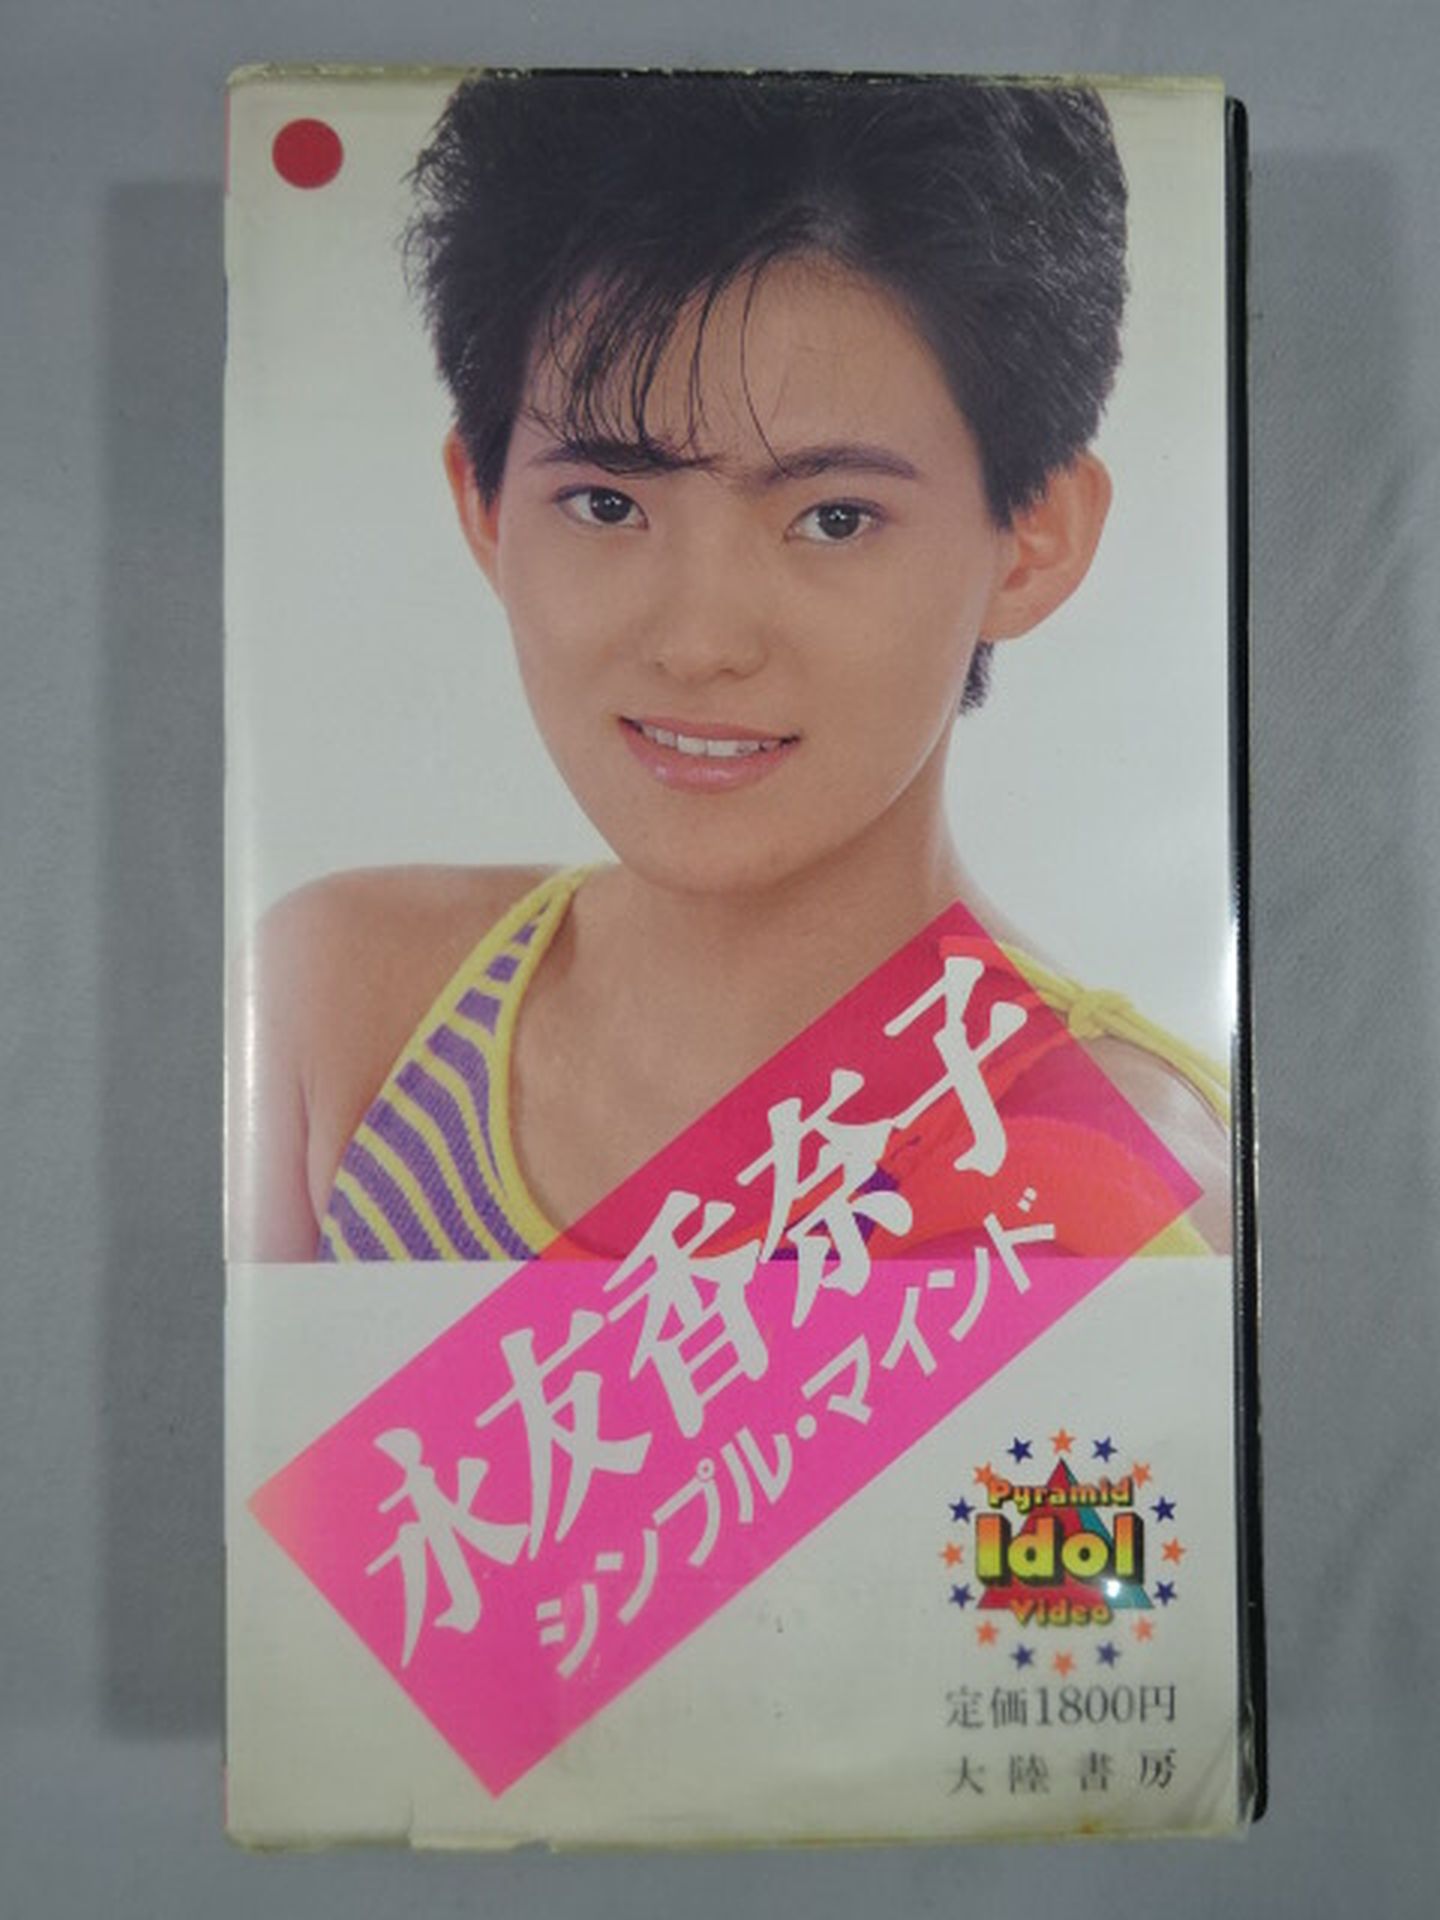 永友香奈子
シンプル・マインド
Pyramid
Idol
Video
定価1800円
大陸書房